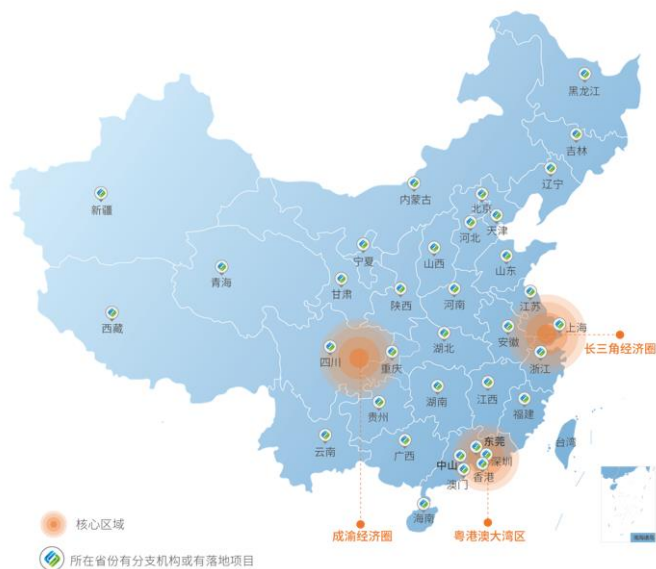 黑龙江
吉林
辽宁
内蒙古
北京
天津
河北
新疆
宁夏
山西
山东
青海
甘肃
陕西
河南
江苏
西藏
上海
安徽
长三角经济圈
四川
重庆
湖北
浙江
湖南
江西
贵州
福建
云南
广西
东莞
台湾
中山
深圳
香港
澳门
海南
核心区域
成渝经济圈
粤港澳大湾区
所在省份有分支机构或有落地项目
南海诸岛